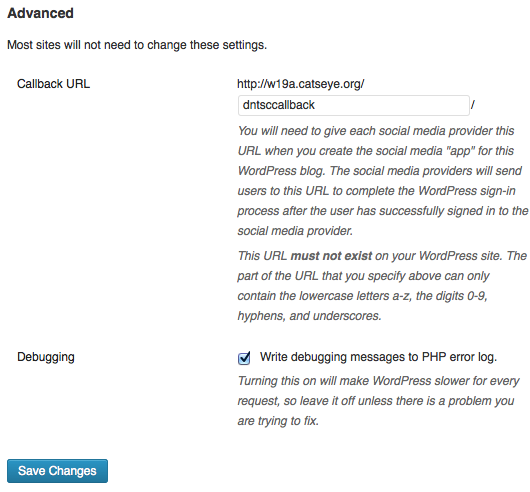 Advanced
Most sites will not need to change these settings.
Callback URL
http://w19a.catseye.org/
dntsccallback /
You will need to give each social media provider this
URL when you create the social media "app" for this
WordPress blog. The social media providers will send
users to this URL to complete the WordPress sign-in
process after the user has successfully signed in to the
social media provider.
This URL must not exist on your WordPress site. The
part of the URL that you specify above can only
contain the lowercase letters a-z, the digits 0-9,
hyphens, and underscores.
Debugging
Write debugging messages to PHP error log.
Turning this on will make WordPress slower for every
request, so leave it off unless there is a problem you
are trying to fix.
Save Changes